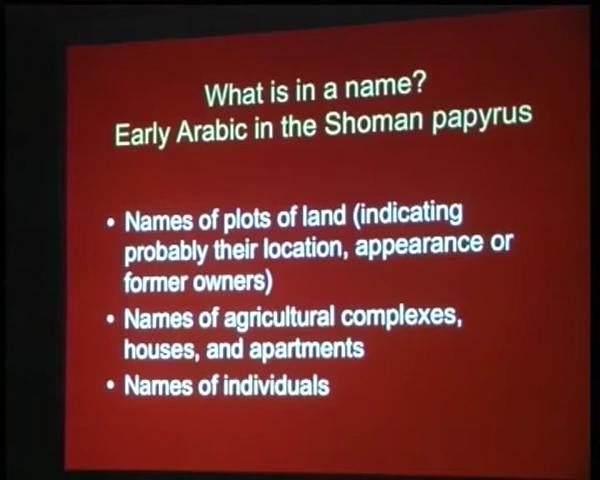 What is in a name?
Early Arabic in the Shoman papyrus
• Names of plots of land (indicating
probably their location, appearance or
former owners)
• Names of agricultural complexes,
houses, and apartments
• Names of individuals